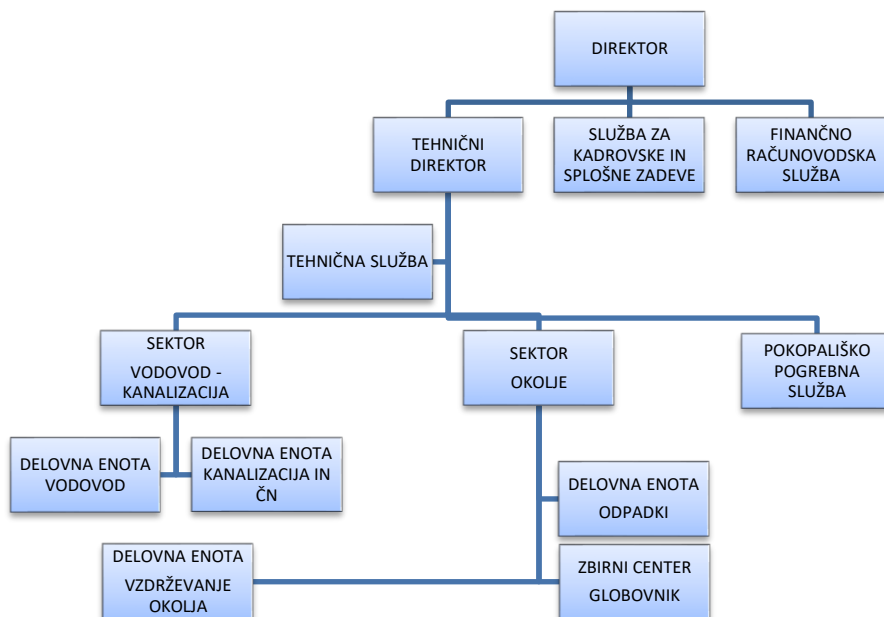 DIREKTOR
TEHNIČNI
DIREKTOR
SLUŽBA ZA
KADROVSKE IN
SPLOŠNE ZADEVE
FINANČNO
RAČUNOVODSKA
SLUŽBA
TEHNIČNA SLUŽBA
SEKTOR
VODOVOD -
KANALIZACIJA
SEKTOR
OKOLJE
POKOPALIŠKO
POGREBNA
SLUŽBA
DELOVNA ENOTA
VODOVOD
DELOVNA ENOTA
KANALIZACIJA IN
ČN
DELOVNA ENOTA
ODPADKI
DELOVNA ENOTA
VZDRŽEVANJE
OKOLJA
ZBIRNI CENTER
GLOBOVNIK